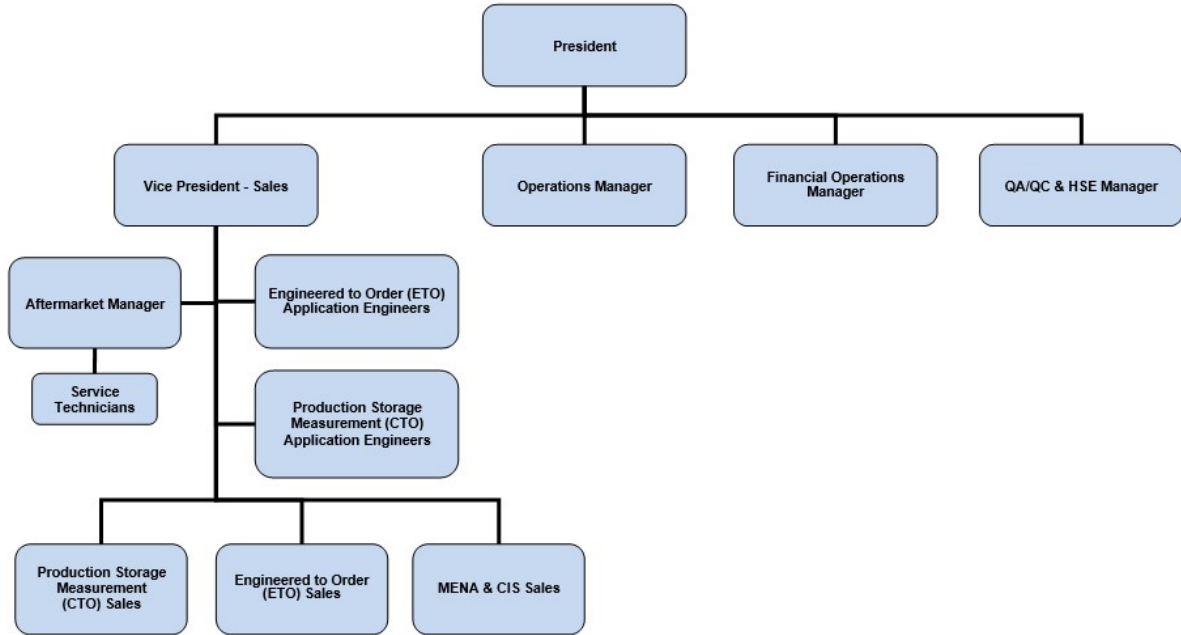 President
Vice President - Sales
Operations Manager
Financial Operations
Manager
QA/QC & HSE Manager
Aftermarket Manager
Engineered to Order (ETO)
Application Engineers
Service
Technicians
Production Storage
Measurement (CTO)
Application Engineers
Production Storage
Measurement
(CTO) Sales
Engineered to Order
(ETO) Sales
MENA & CIS Sales